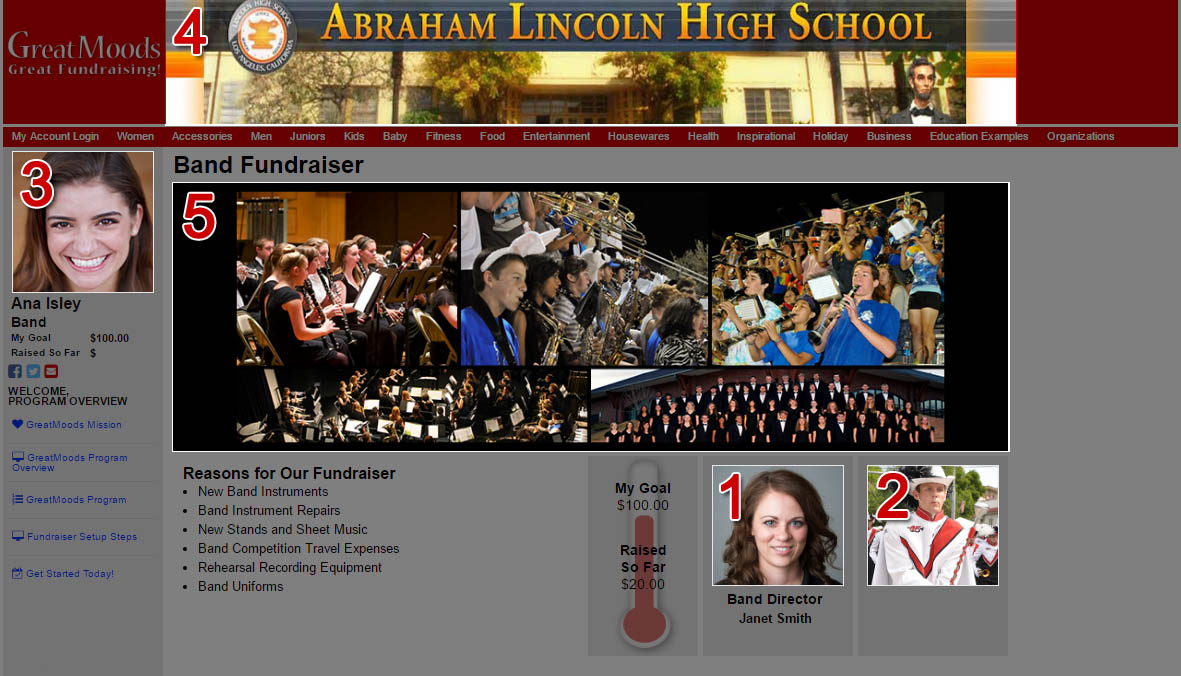 GreatMoods
Great Fundraising!
4
LINCOLN HIGH SCHOOL
LOS ANGELES, CALIFORNIA
ABRAHAM LINCOLN HIGH SCHOOL
My Account Login Women Accessories Men Juniors Kids Baby Fitness Food Entertainment Housewares Health Inspirational Holiday Business Education Examples Organizations
3
Ana Isley
Band
My Goal $100.00
Raised So Far $
WELCOME,
PROGRAM OVERVIEW
GreatMoods Mission
GreatMoods Program
Overview
GreatMoods Program
Fundraiser Setup Steps
Get Started Today!
Band Fundraiser
5
Reasons for Our Fundraiser
• New Band Instruments
• Band Instrument Repairs
• New Stands and Sheet Music
• Band Competition Travel Expenses
• Rehearsal Recording Equipment
• Band Uniforms
My Goal
$100.00
Raised
So Far
$20.00
1
Band Director
Janet Smith
2